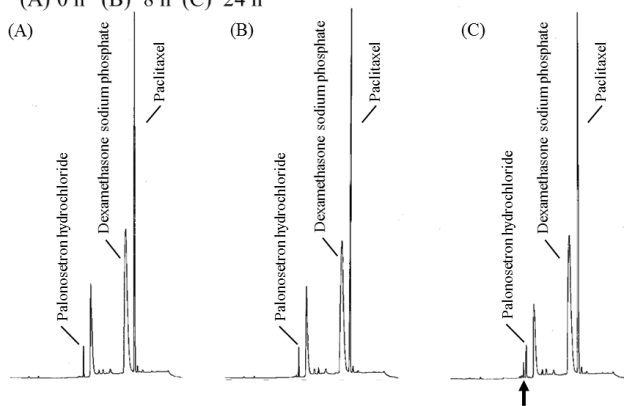 (A) 0 h (B) 8 h (C) 24 h
(A)
Palonosetron hydrochloride
Dexamethasone sodium phosphate
Paclitaxel
(B)
Palonosetron hydrochloride
Dexamethasone sodium phosphate
Paclitaxel
(C)
Palonosetron hydrochloride
Dexamethasone sodium phosphate
Paclitaxel